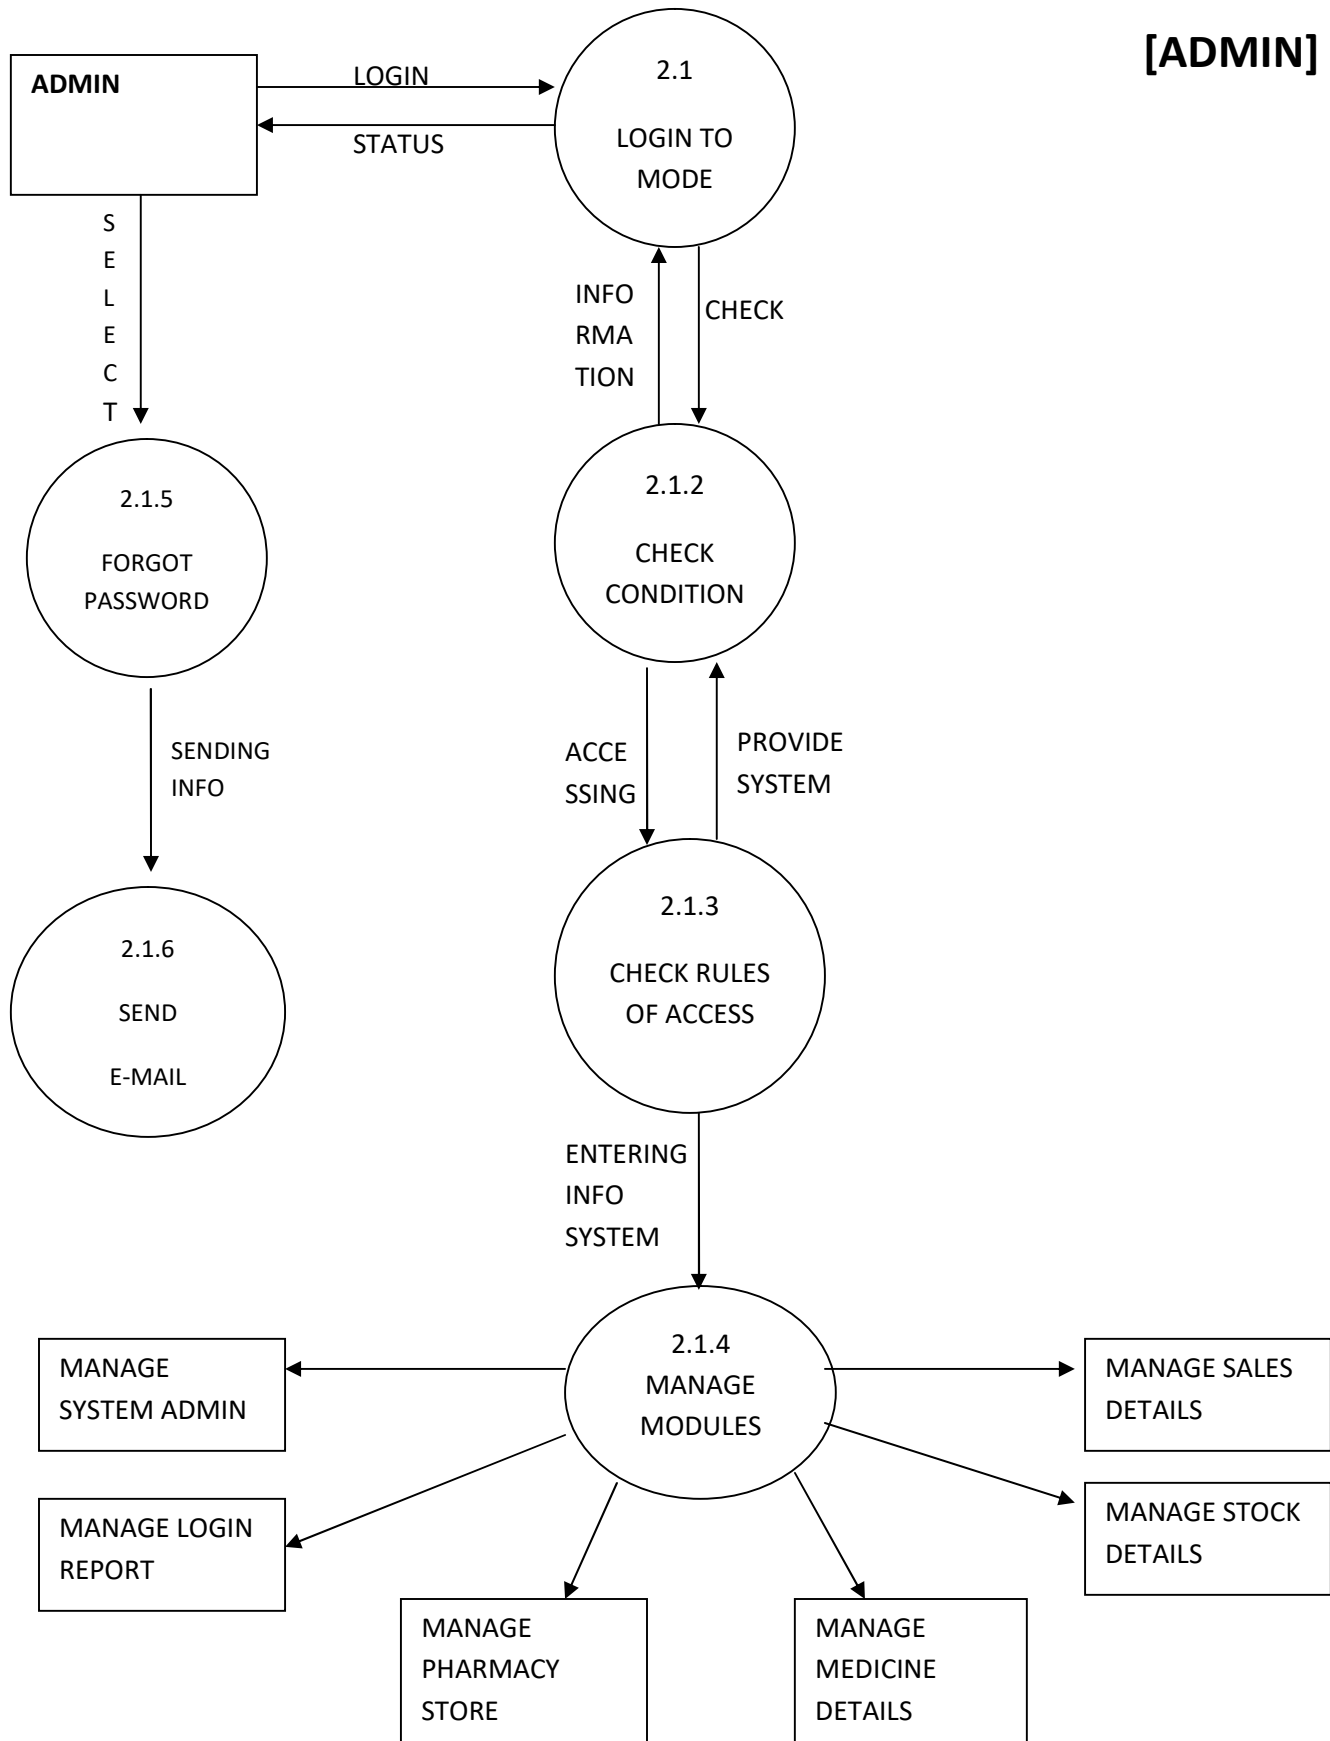 [ADMIN]
ADMIN
LOGIN
STATUS
2.1
LOGIN TO
MODE
S
E
L
E
C
T
INFO
RMA
TION
CHECK
2.1.5
FORGOT
PASSWORD
2.1.2
CHECK
CONDITION
SENDING
INFO
ACCE
SSING
PROVIDE
SYSTEM
2.1.6
SEND
E-MAIL
2.1.3
CHECK RULES
OF ACCESS
ENTERING
INFO
SYSTEM
2.1.4
MANAGE
MODULES
MANAGE
SYSTEM ADMIN
MANAGE SALES
DETAILS
MANAGE LOGIN
REPORT
MANAGE STOCK
DETAILS
MANAGE
PHARMACY
STORE
MANAGE
MEDICINE
DETAILS